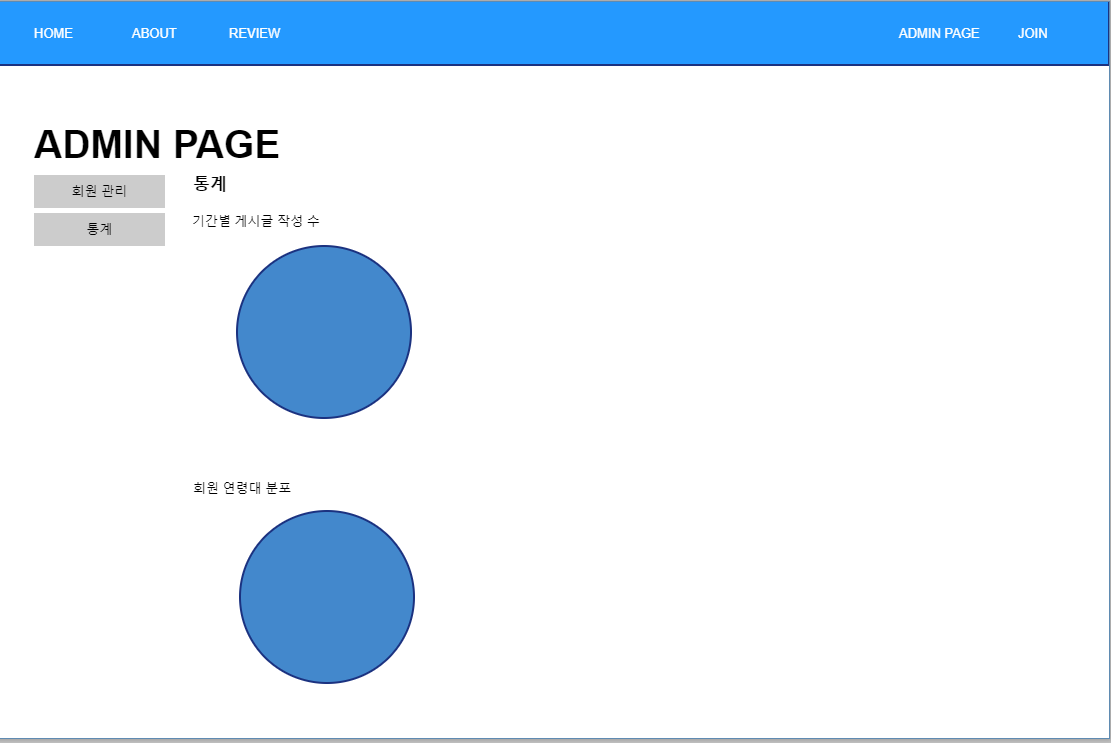 HOME ABOUT REVIEW ADMIN PAGE JOIN
ADMIN PAGE
회원 관리
통계
통계
기간별 게시글 작성 수
회원 연령대 분포